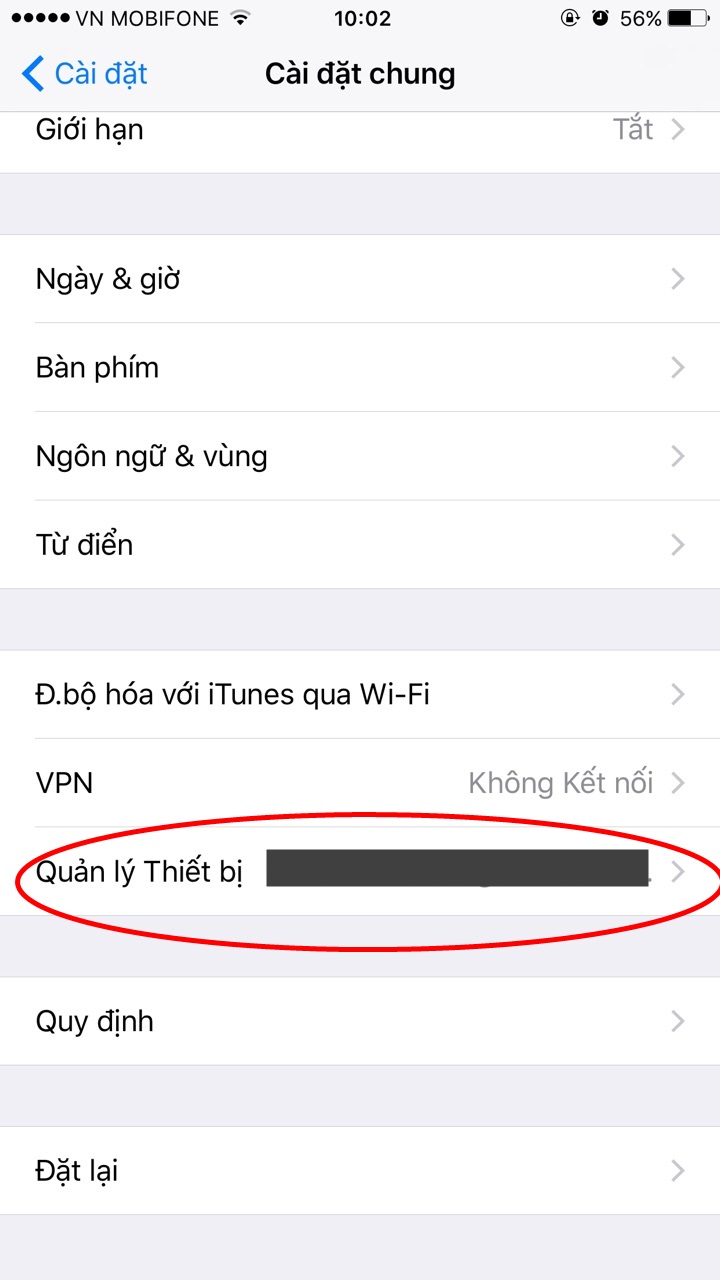 VN MOBIFONE 10:02 56%
Cài đặt Cài đặt chung
Giới hạn Tắt
Ngày & giờ
Bàn phím
Ngôn ngữ & vùng
Từ điển
Đ.bộ hóa với iTunes qua Wi-Fi
VPN Không Kết nối
Quản lý Thiết bị
Quy định
Đặt lại